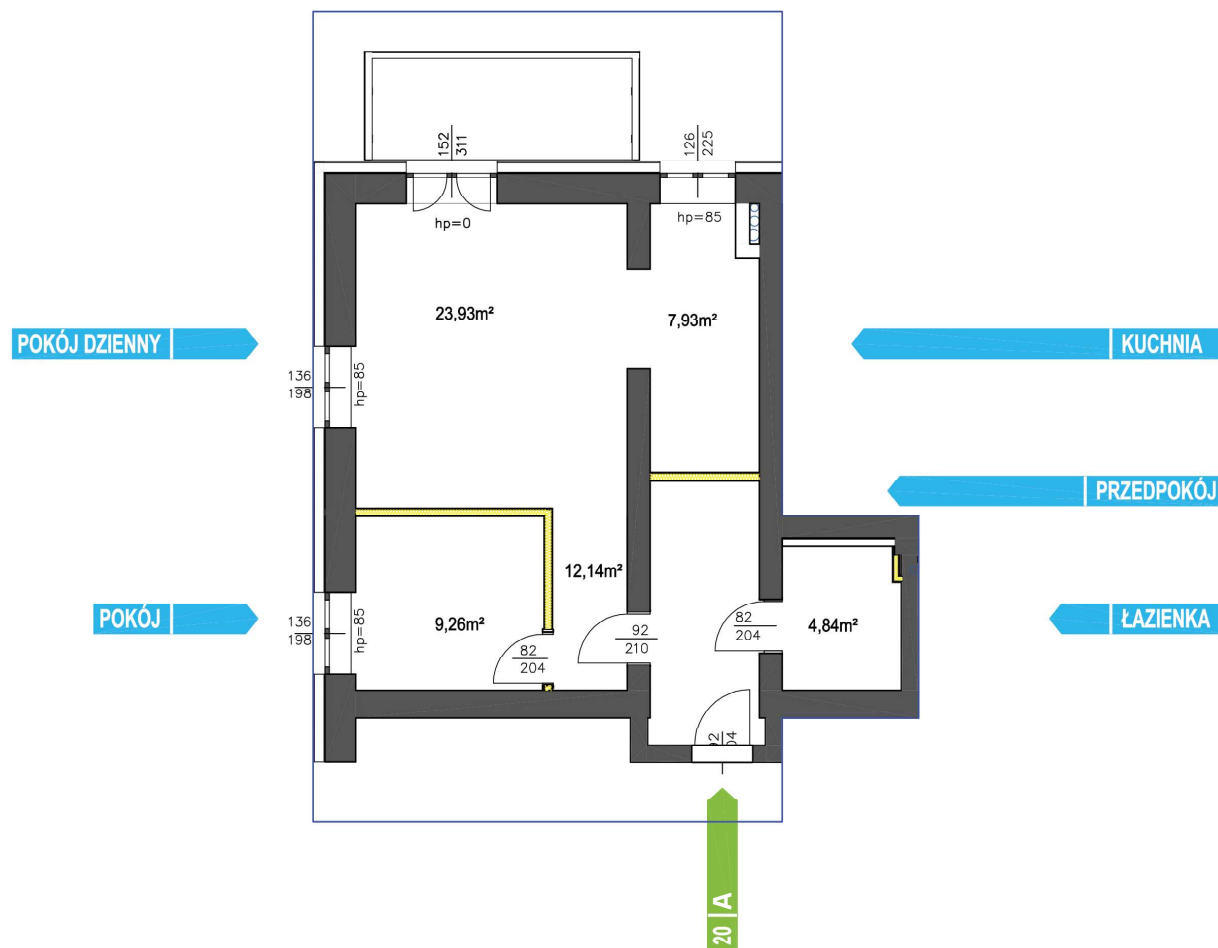 152
311
126
225
hp=0
hp=85
23,93m²
7,93m²
POKÓJ DZIENNY
KUCHNIA
136
198
hp=85
PRZEDPOKÓJ
12,14m²
POKÓJ
136
198
hp=85
9,26m²
82
204
92
210
82
204
4,84m²
ŁAZIENKA
20 A